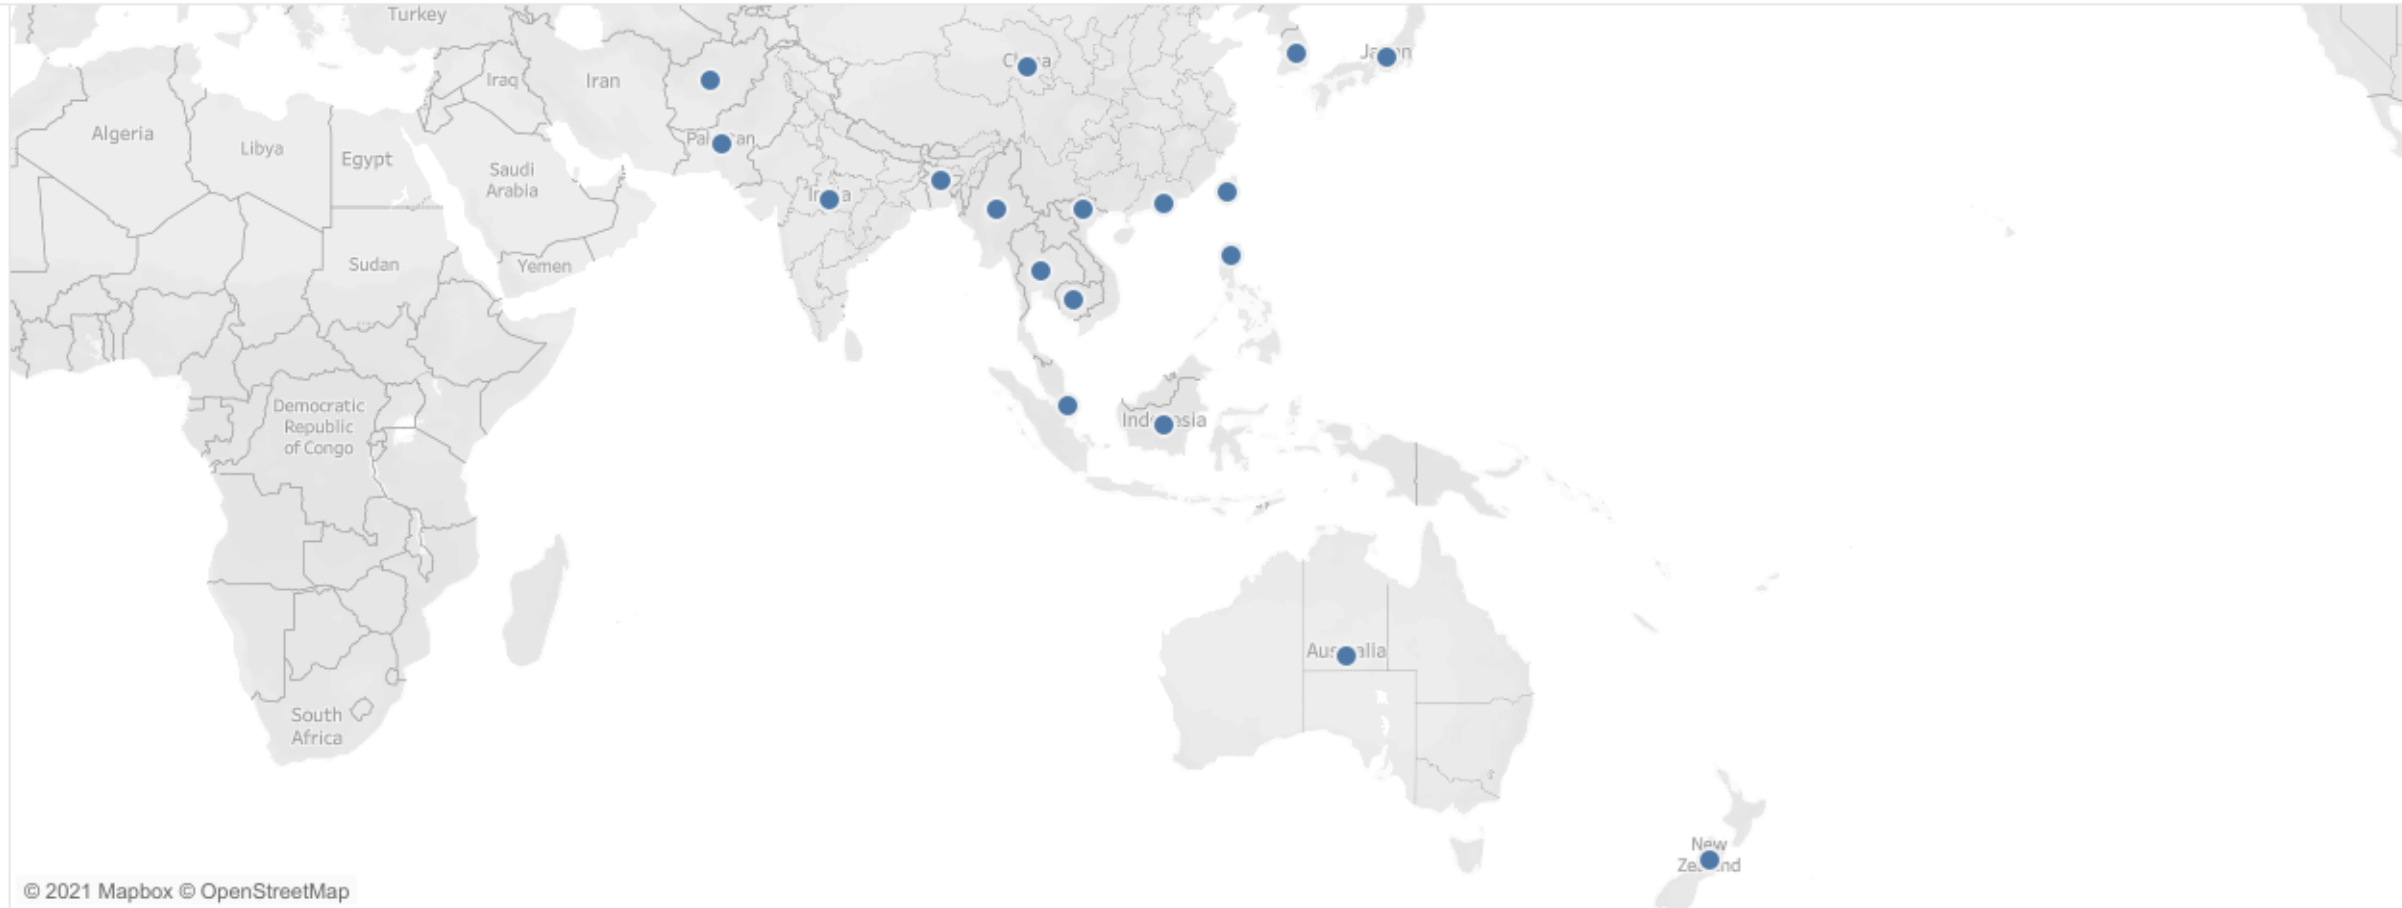 Turkey
Iraq
Iran
Algeria
Libya
Egypt
Saudi
Arabia
Sudan
Yemen
Democratic
Republic
of Congo
South
Africa
New
© 2021 Mapbox © OpenStreetMap